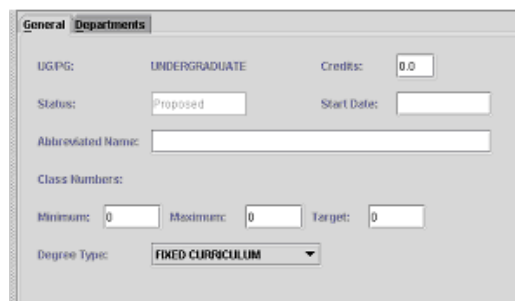 General Departments
UG/PG: UNDERGRADUATE Credits: 0.0
Status: Proposed Start Date:
Abbreviated Name:
Class Numbers:
Minimum: 0 Maximum: 0 Target: 0
Degree Type: FIXED CURRICULUM